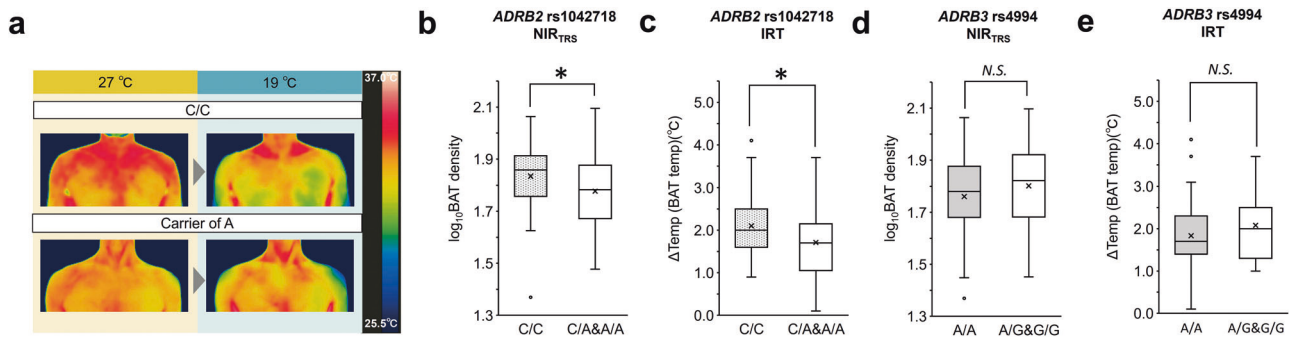 a
27 ℃
19 ℃
37.0℃
C/C
Carrier of A
25.5℃
b
ADRB2 rs1042718
NIRTRS
*
log10BAT density
2.1
1.9
1.7
1.5
1.3
C/C
C/A&A/A
c
ADRB2 rs1042718
IRT
*
ΔTemp (BAT temp)(℃)
5.0
4.0
3.0
2.0
1.0
0.0
C/C
C/A&A/A
d
ADRB3 rs4994
NIRTRS
N.S.
log10BAT density
2.1
1.9
1.7
1.5
1.3
A/A
A/G&G/G
e
ADRB3 rs4994
IRT
N.S.
ΔTemp (BAT temp)(℃)
5.0
4.0
3.0
2.0
1.0
0.0
A/A
A/G&G/G